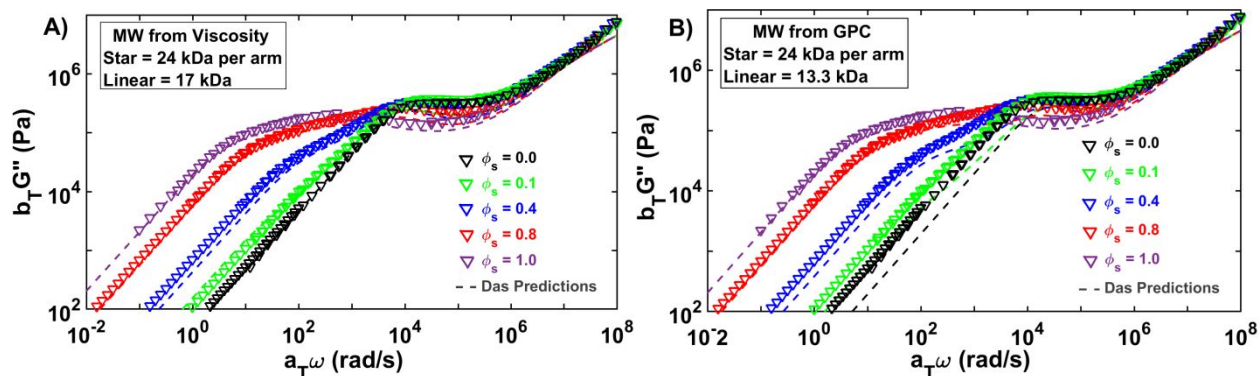 A)
MW from Viscosity
Star = 24 kDa per arm
Linear = 17 kDa
b_T G'' (Pa)
10^6
10^4
10^2
ϕ_s = 0.0
ϕ_s = 0.1
ϕ_s = 0.4
ϕ_s = 0.8
ϕ_s = 1.0
Das Predictions
10^-2 10^0 10^2 10^4 10^6 10^8
a_T ω (rad/s)
B)
MW from GPC
Star = 24 kDa per arm
Linear = 13.3 kDa
b_T G'' (Pa)
10^6
10^4
10^2
ϕ_s = 0.0
ϕ_s = 0.1
ϕ_s = 0.4
ϕ_s = 0.8
ϕ_s = 1.0
Das Predictions
10^-2 10^0 10^2 10^4 10^6 10^8
a_T ω (rad/s)